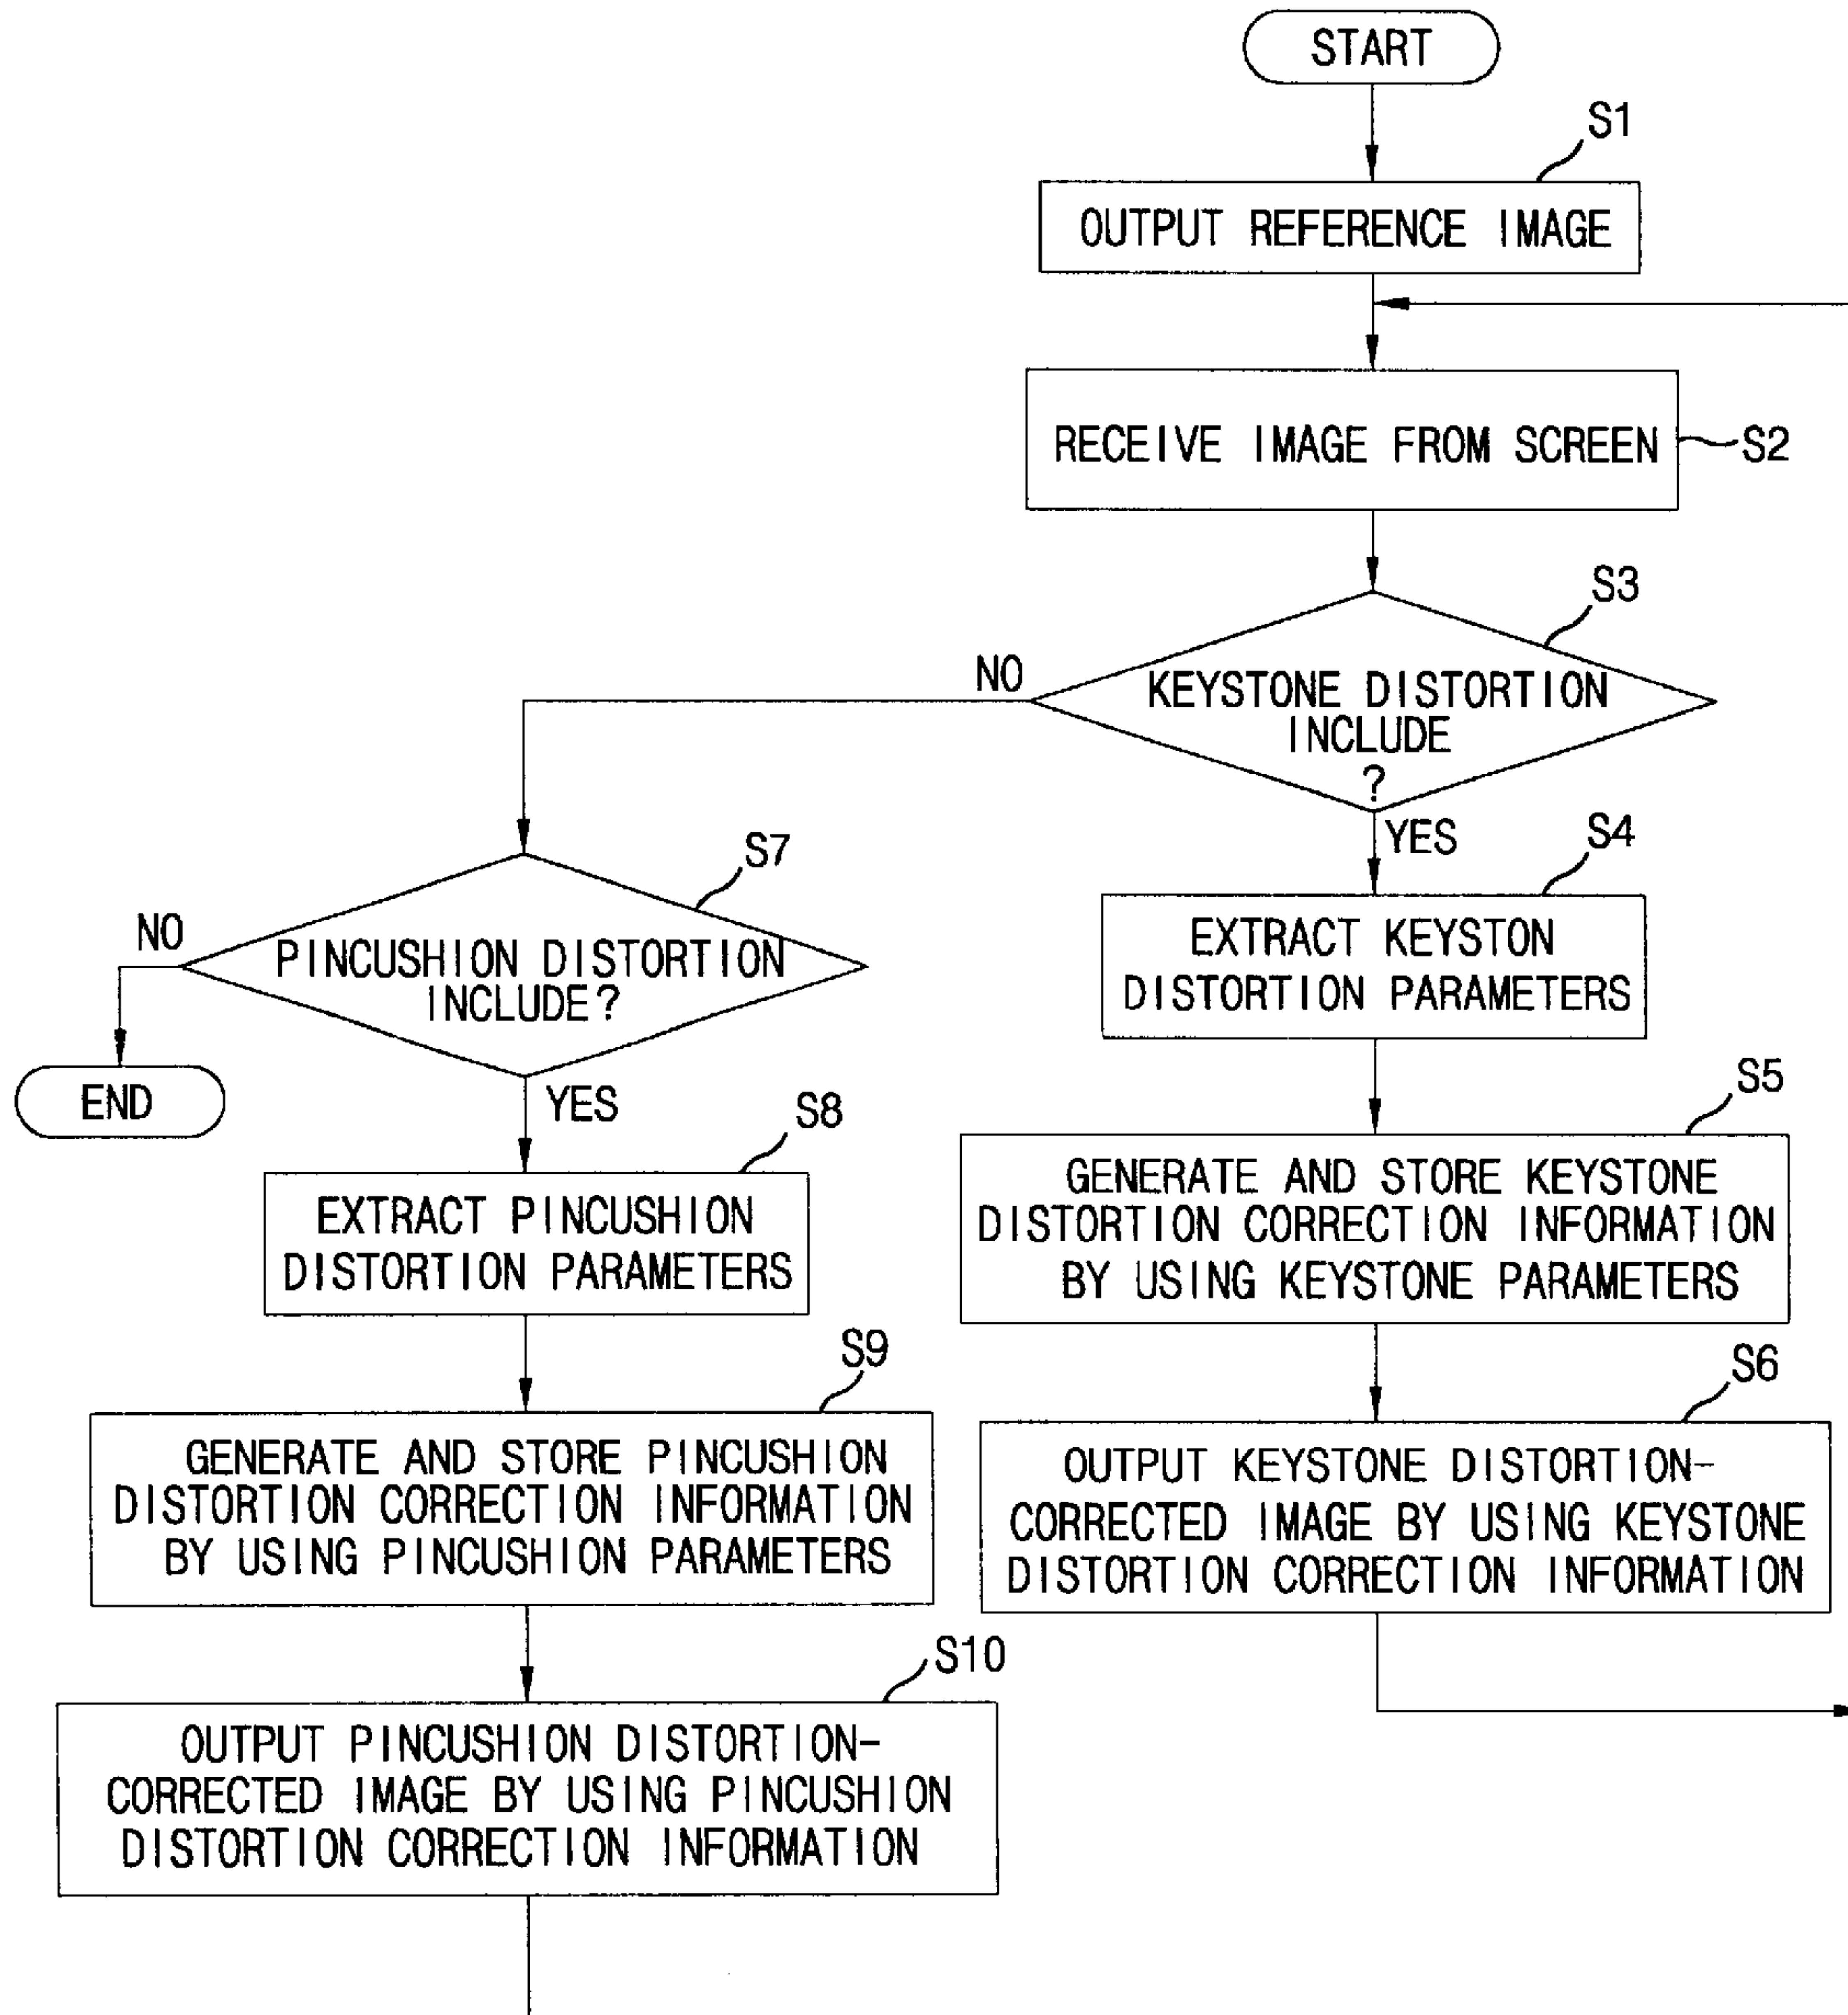 START
S1
OUTPUT REFERENCE IMAGE
RECEIVE IMAGE FROM SCREEN
S2
S3
KEYSTONE DISTORTION
INCLUDE
?
NO
YES
S4
EXTRACT KEYSTON
DISTORTION PARAMETERS
S5
GENERATE AND STORE KEYSTONE
DISTORTION CORRECTION INFORMATION
BY USING KEYSTONE PARAMETERS
S6
OUTPUT KEYSTONE DISTORTION-
CORRECTED IMAGE BY USING KEYSTONE
DISTORTION CORRECTION INFORMATION
S7
PINCUSHION DISTORTION
INCLUDE?
NO
END
YES
S8
EXTRACT PINCUSHION
DISTORTION PARAMETERS
S9
GENERATE AND STORE PINCUSHION
DISTORTION CORRECTION INFORMATION
BY USING PINCUSHION PARAMETERS
S10
OUTPUT PINCUSHION DISTORTION-
CORRECTED IMAGE BY USING PINCUSHION
DISTORTION CORRECTION INFORMATION